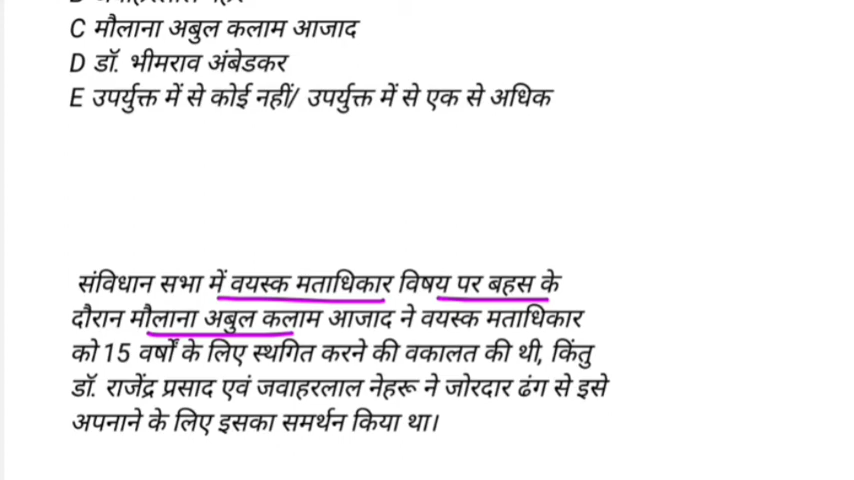 C मौलाना अबुल कलाम आजाद
D डॉ. भीमराव अंबेडकर
E उपर्युक्त में से कोई नहीं/ उपर्युक्त में से एक से अधिक
संविधान सभा में वयस्क मताधिकार विषय पर बहस के
दौरान मौलाना अबुल कलाम आजाद ने वयस्क मताधिकार
को 15 वर्षों के लिए स्थगित करने की वकालत की थी, किंतु
डॉ. राजेंद्र प्रसाद एवं जवाहरलाल नेहरू ने जोरदार ढंग से इसे
अपनाने के लिए इसका समर्थन किया था।